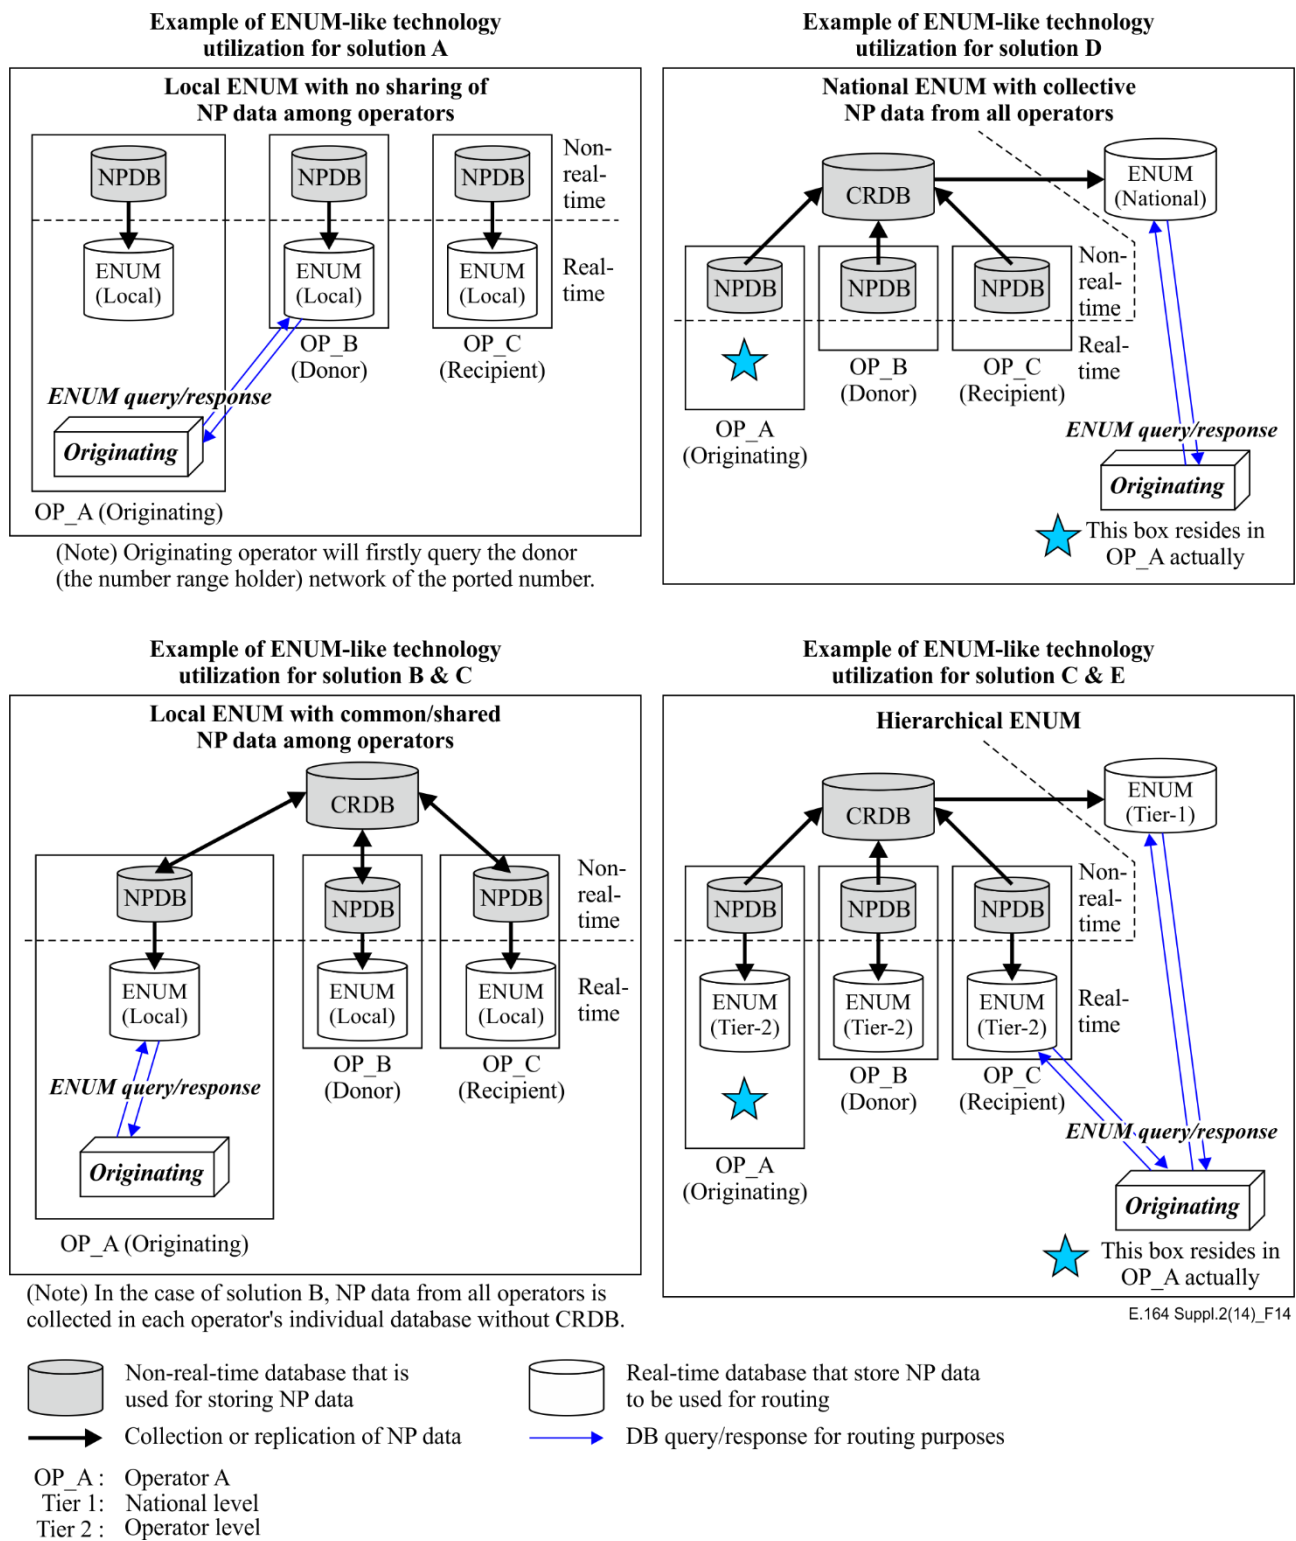 Example of ENUM-like technology
utilization for solution A
Local ENUM with no sharing of
NP data among operators
NPDB
NPDB
NPDB
Non-
real-
time
ENUM
(Local)
ENUM
(Local)
ENUM
(Local)
Real-
time
OP_B
(Donor)
OP_C
(Recipient)
ENUM query/response
Originating
OP_A (Originating)
(Note) Originating operator will firstly query the donor
(the number range holder) network of the ported number.
Example of ENUM-like technology
utilization for solution D
National ENUM with collective
NP data from all operators
CRDB
ENUM
(National)
NPDB
NPDB
NPDB
Non-
real-
time
Real-
time
OP_B
(Donor)
OP_C
(Recipient)
OP_A
(Originating)
ENUM query/response
Originating
This box resides in
OP_A actually
Example of ENUM-like technology
utilization for solution B & C
Local ENUM with common/shared
NP data among operators
CRDB
NPDB
NPDB
NPDB
Non-
real-
time
ENUM
(Local)
ENUM
(Local)
ENUM
(Local)
Real-
time
OP_B
(Donor)
OP_C
(Recipient)
ENUM query/response
Originating
OP_A (Originating)
(Note) In the case of solution B, NP data from all operators is
collected in each operator's individual database without CRDB.
Example of ENUM-like technology
utilization for solution C & E
Hierarchical ENUM
CRDB
ENUM
(Tier-1)
NPDB
NPDB
NPDB
Non-
real-
time
ENUM
(Tier-2)
ENUM
(Tier-2)
ENUM
(Tier-2)
Real-
time
OP_B
(Donor)
OP_C
(Recipient)
OP_A
(Originating)
ENUM query/response
Originating
This box resides in
OP_A actually
E.164 Suppl.2(14)_F14
Non-real-time database that is
used for storing NP data
Real-time database that store NP data
to be used for routing
Collection or replication of NP data
DB query/response for routing purposes
OP_A : Operator A
Tier 1: National level
Tier 2 : Operator level